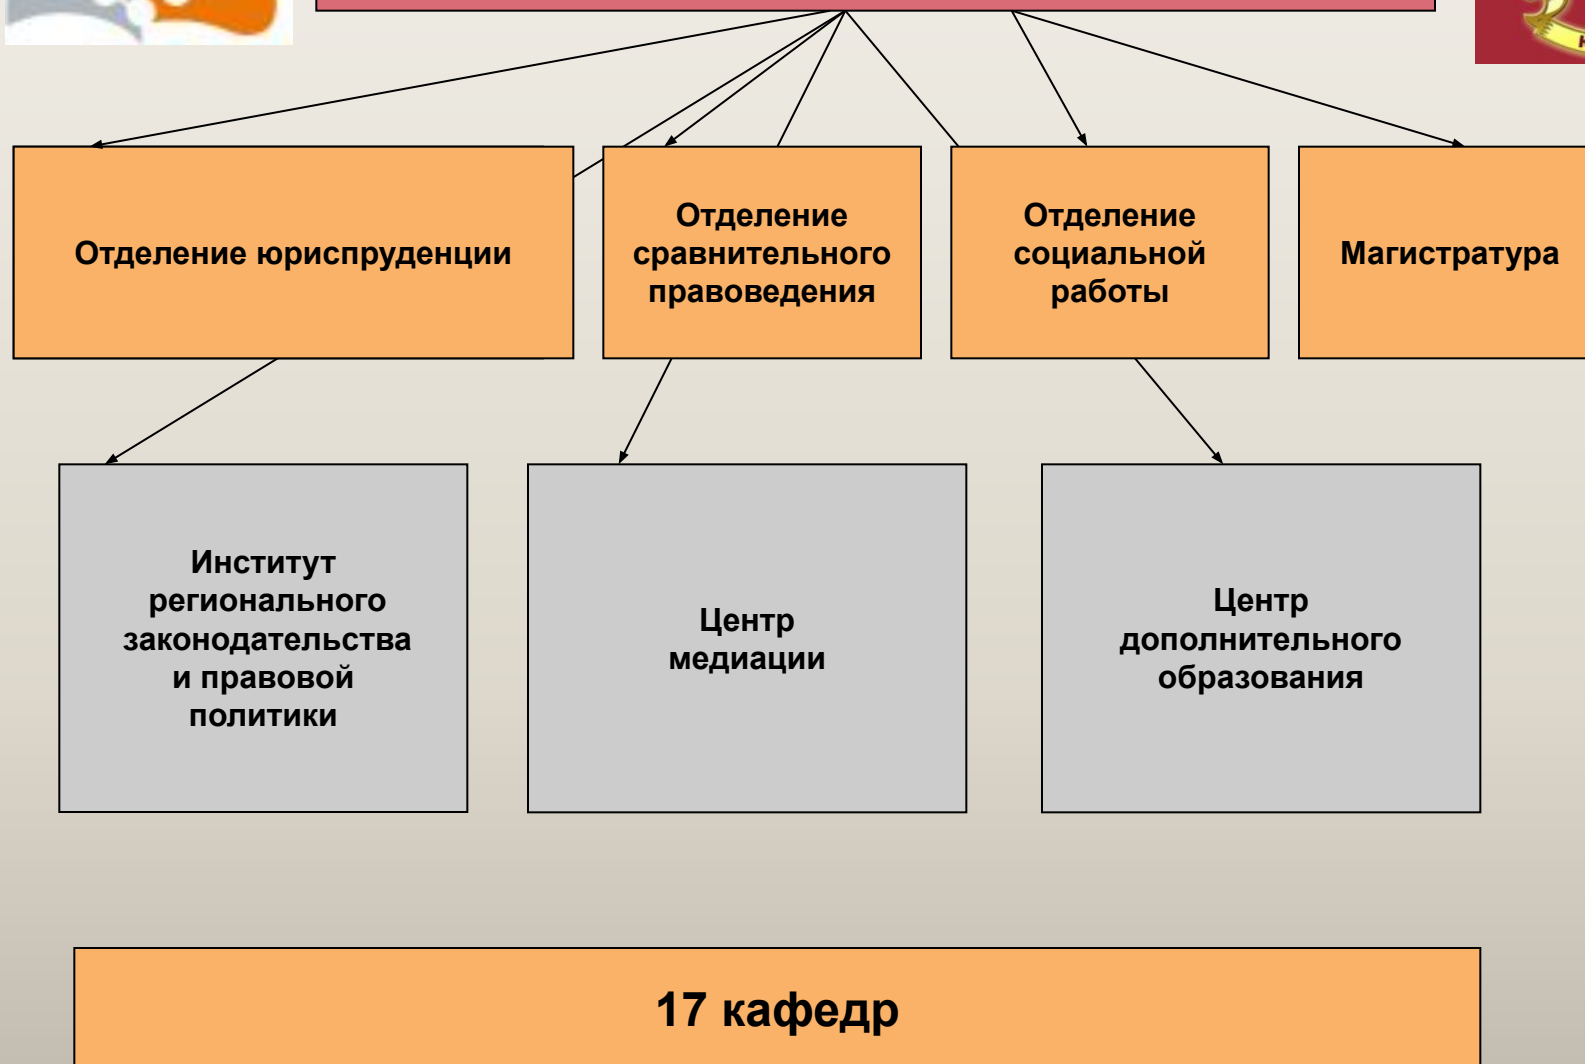 Отделение юриспруденции
Отделение
сравнительного
правоведения
Отделение
социальной
работы
Магистратура
Институт
регионального
законодательства
и правовой
политики
Центр
медиации
Центр
дополнительного
образования
17 кафедр